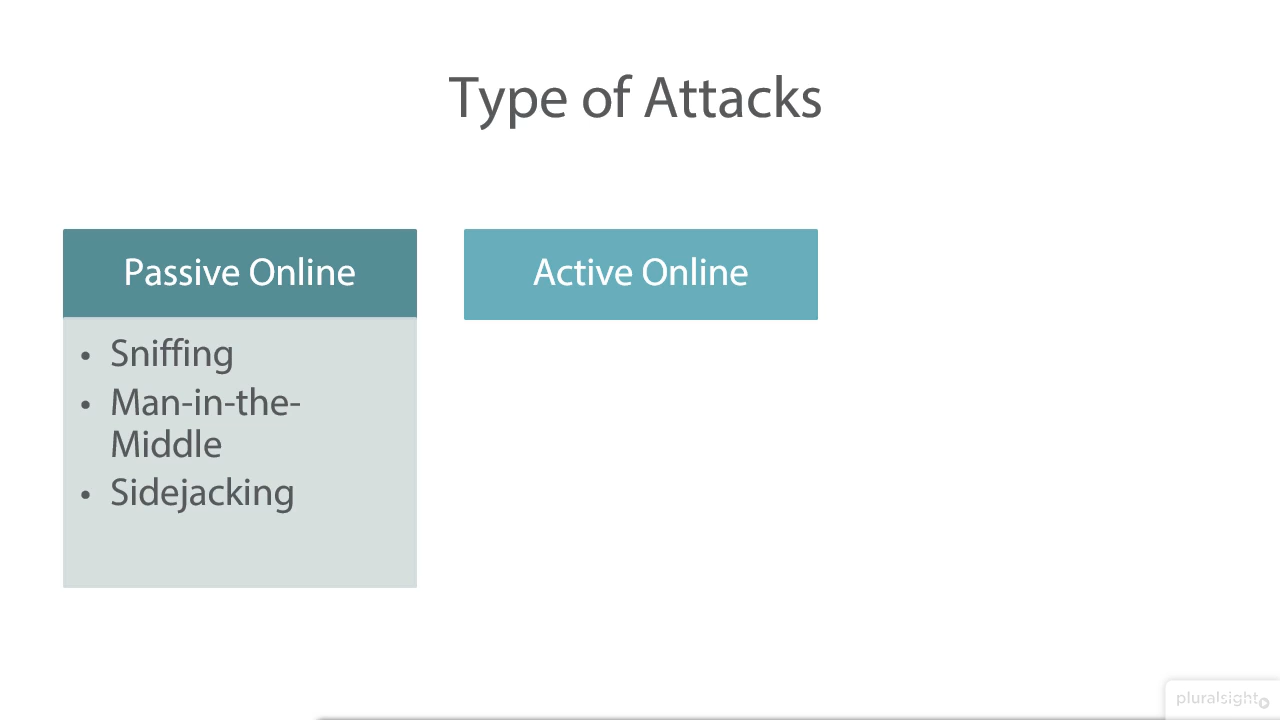 Type of Attacks
Passive Online
Active Online
• Sniffing
• Man-in-the-
Middle
• Sidejacking
pluralsight